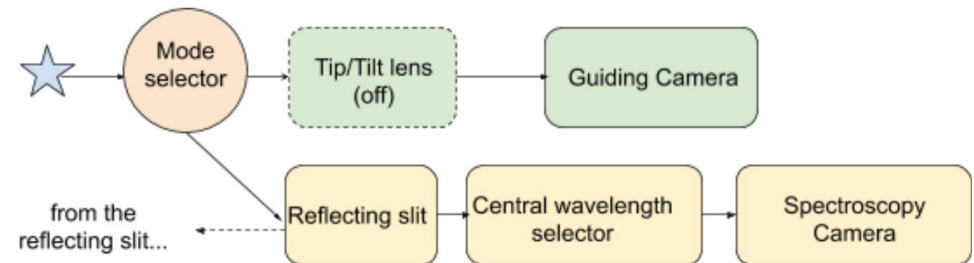 Mode
selector
Tip/Tilt lens
(off)
Guiding Camera
from the
reflecting slit...
Reflecting slit
Central wavelength
selector
Spectroscopy
Camera